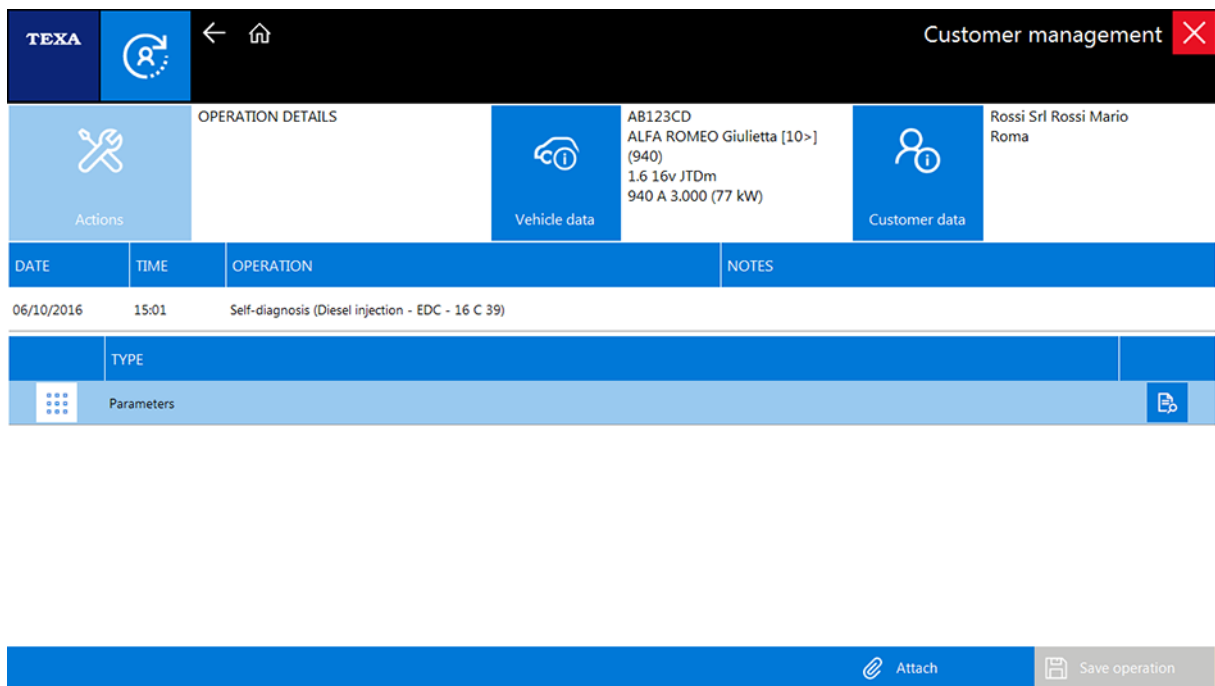 TEXA
Customer management
Actions
OPERATION DETAILS
Vehicle data
AB123CD
ALFA ROMEO Giulietta [10>]
(940)
1.6 16v JTDm
940 A 3.000 (77 kW)
Customer data
Rossi Srl Rossi Mario
Roma
DATE TIME OPERATION NOTES
06/10/2016 15:01 Self-diagnosis (Diesel injection - EDC - 16 C 39)
TYPE
Parameters
Attach Save operation